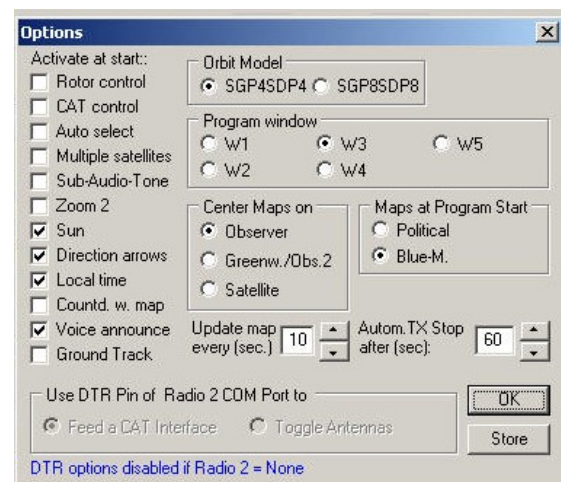 Options
Activate at start::
Rotor control
CAT control
Auto select
Multiple satellites
Sub-Audio-Tone
Zoom 2
Sun
Direction arrows
Local time
Countd. w. map
Voice announce
Ground Track
Orbit Model
SGP4SDP4 SGP8SDP8
Program window
W1 W3 W5
W2 W4
Center Maps on
Observer
Greenw./Obs.2
Satellite
Maps at Program Start
Political
Blue-M.
Update map
every (sec.) 10
Autom.TX Stop
after (sec): 60
Use DTR Pin of Radio 2 COM Port to
Feed a CAT Interface Toggle Antennas
OK
Store
DTR options disabled if Radio 2 = None